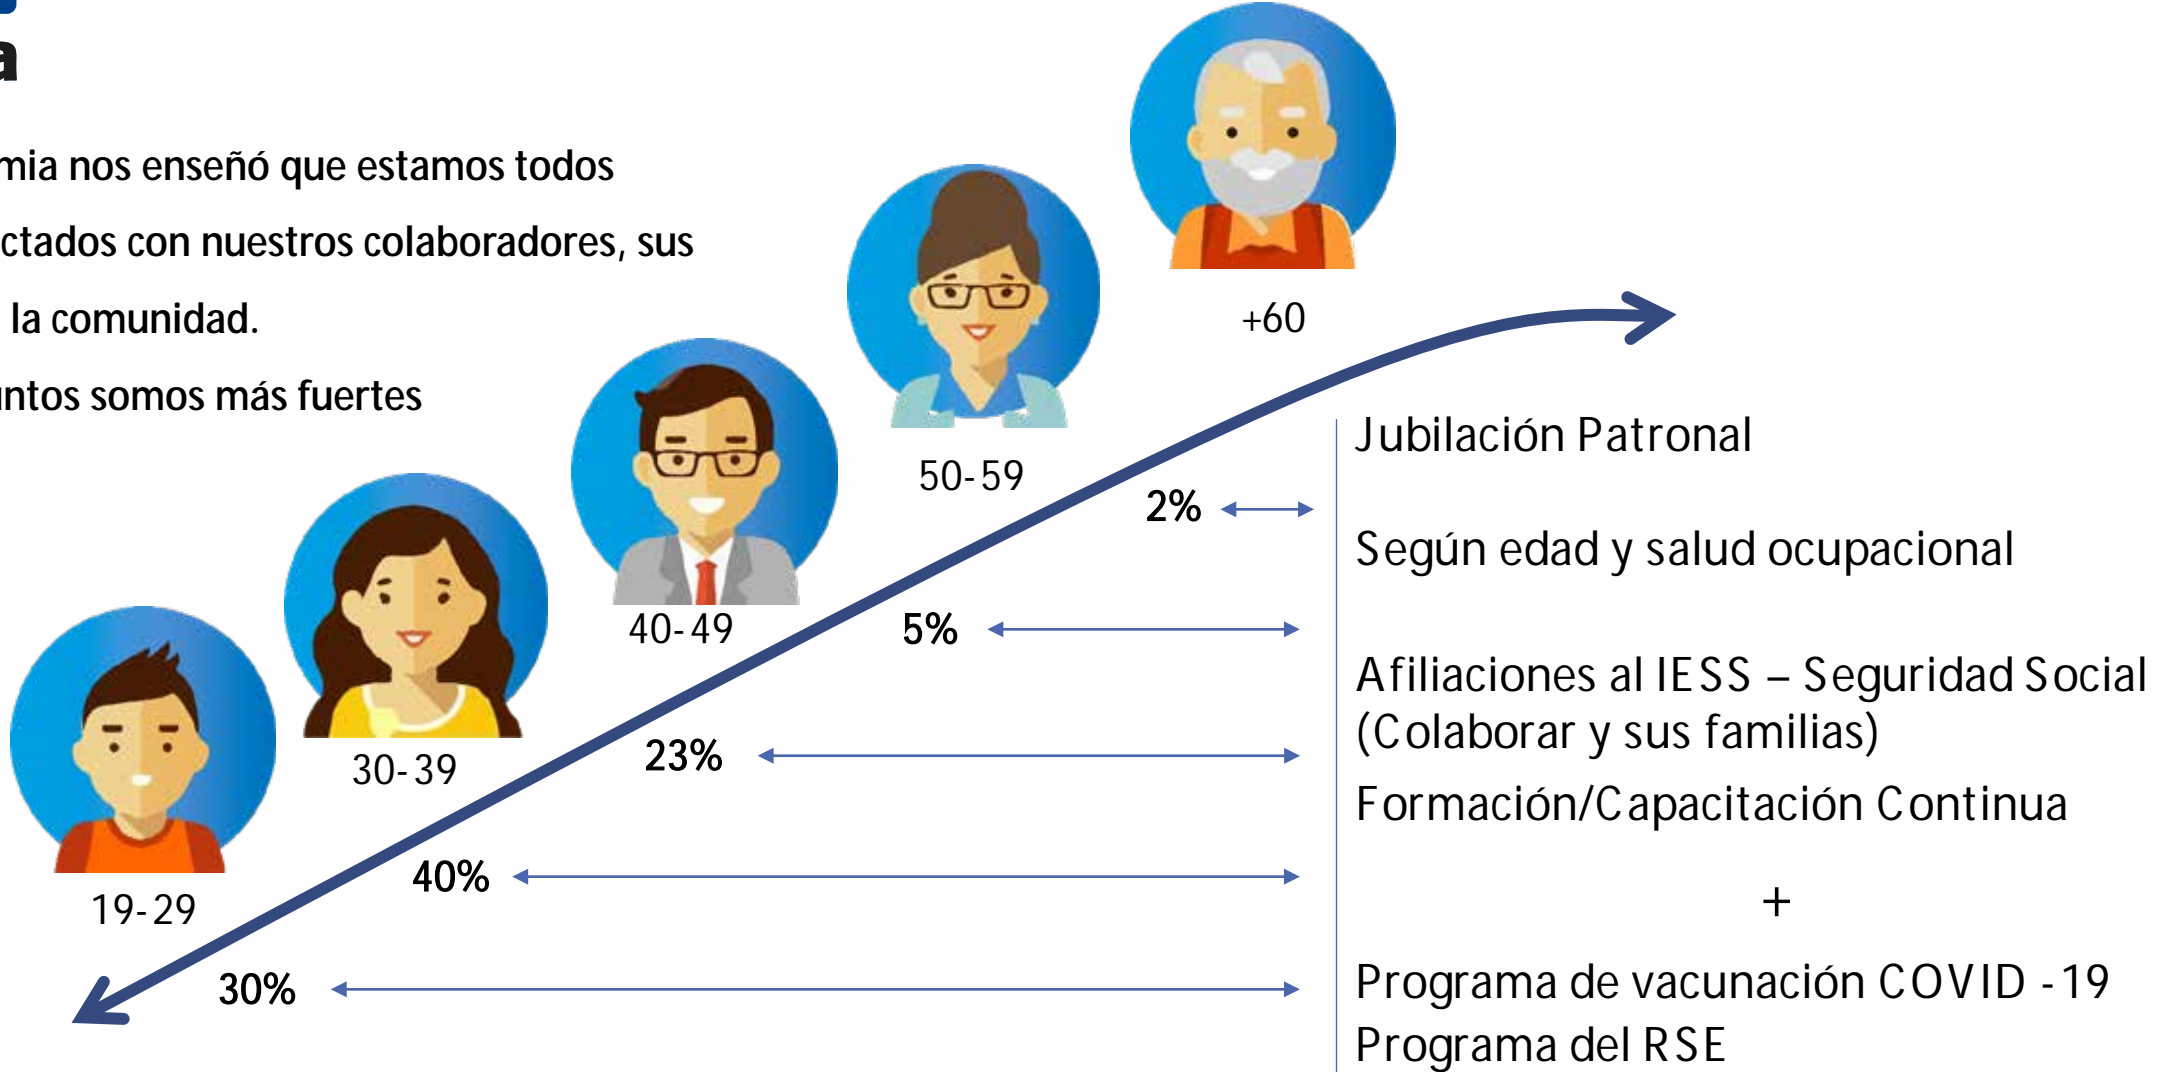 a
mia nos enseñó que estamos todos
ctados con nuestros colaboradores, sus
la comunidad.
untos somos más fuertes
+60
50-59
40-49
30-39
19-29
2%
5%
23%
40%
30%
Jubilación Patronal
Según edad y salud ocupacional
Afiliaciones al IESS – Seguridad Social
(Colaborar y sus familias)
Formación/Capacitación Continua
+
Programa de vacunación COVID -19
Programa del RSE